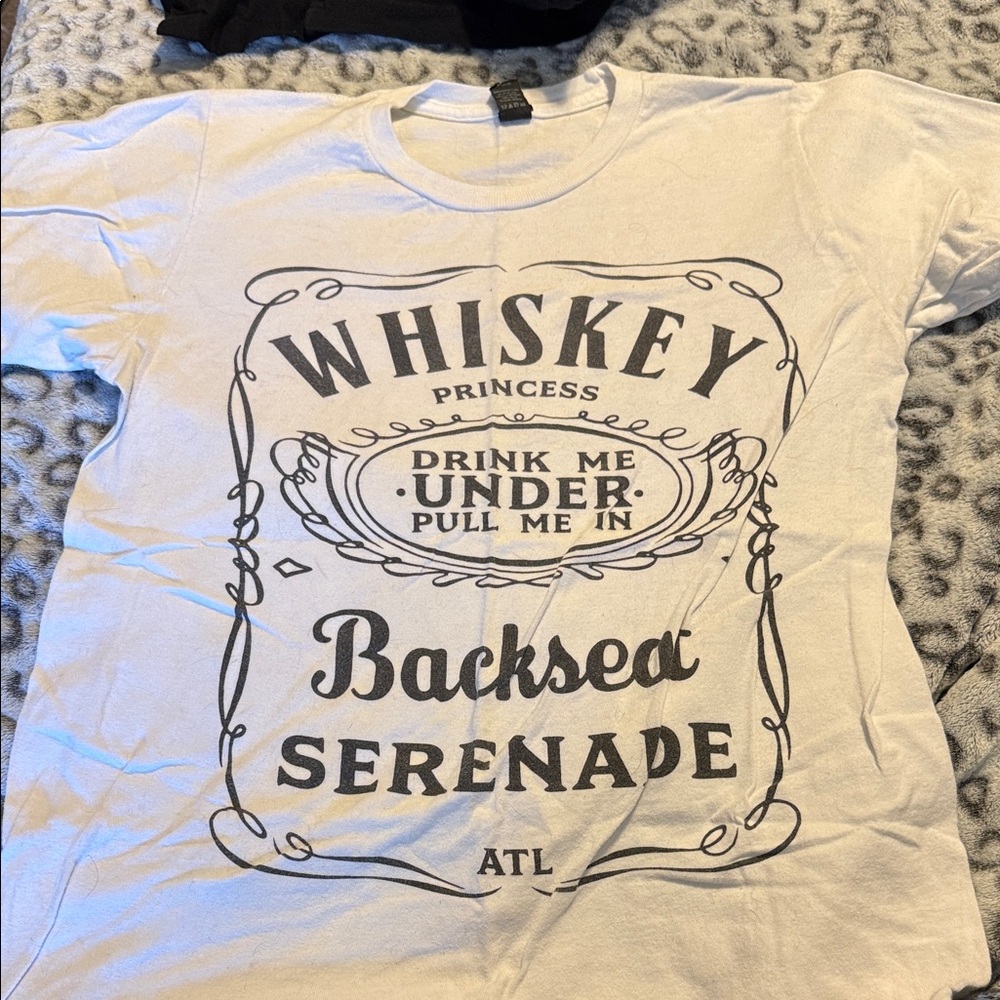 WHISKEY
PRINCESS
DRINK ME
·UNDER·
PULL ME IN
Backseat
SERENADE
ATL